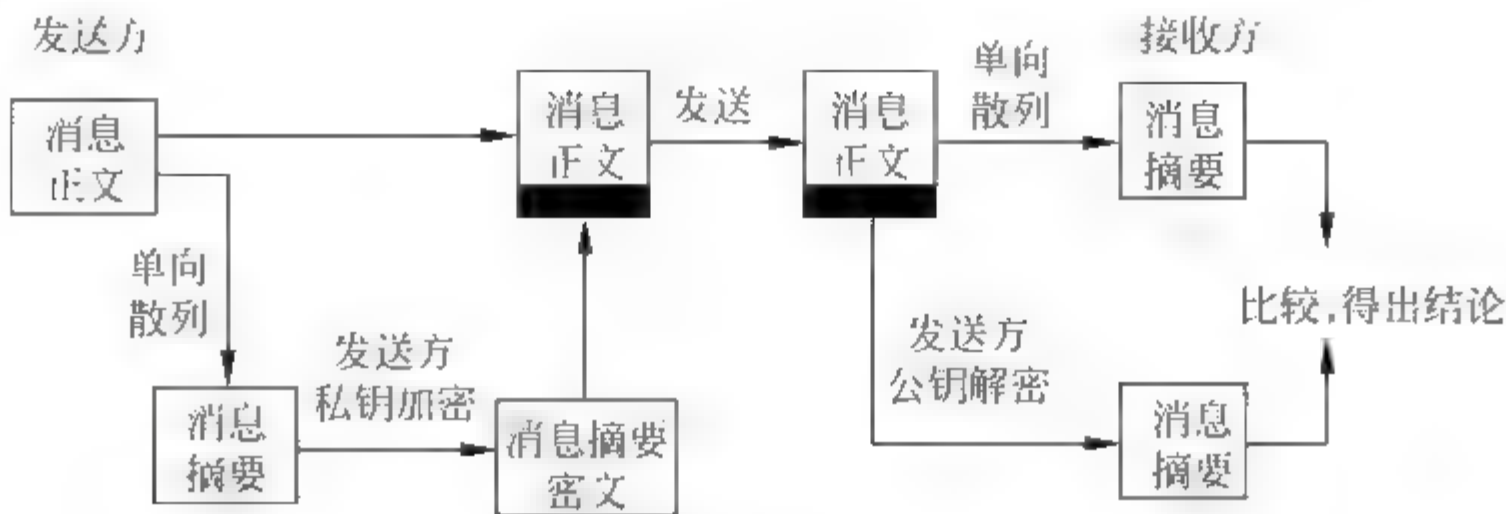 发送方
接收方
消息
正文
消息
正文
发送
消息
正文
单向
散列
消息
摘要
单向
散列
比较,得出结论
消息
摘要
发送方
私钥加密
消息摘要
密文
发送方
公钥解密
消息
摘要